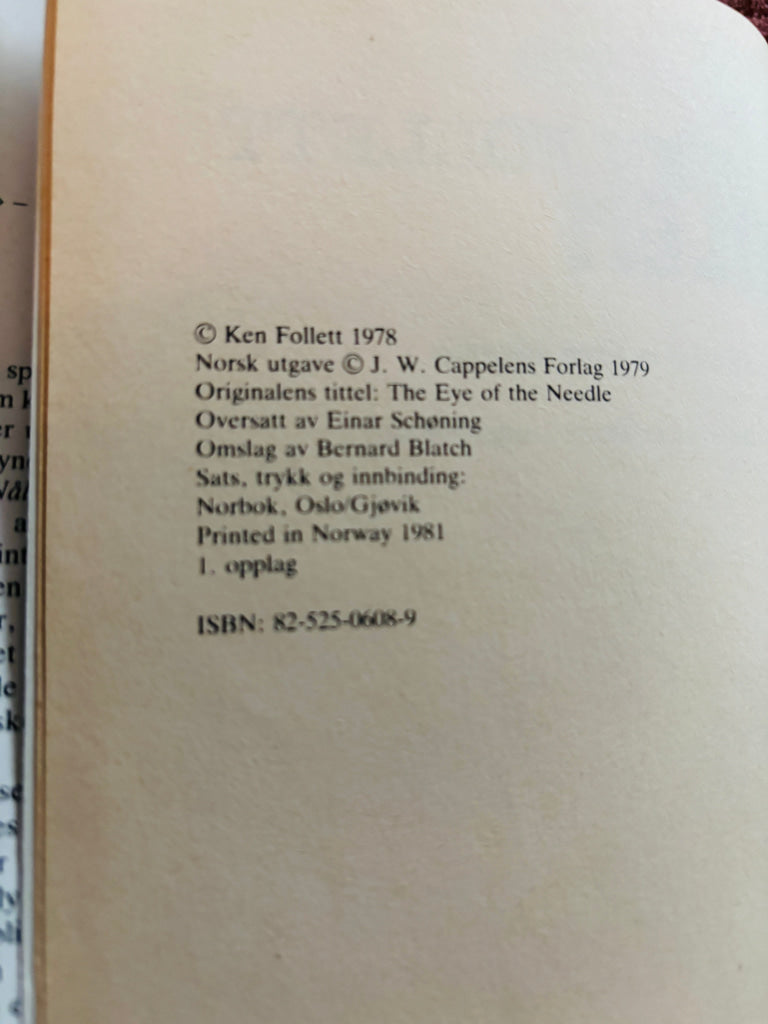 © Ken Follett 1978
Norsk utgave © J. W. Cappelens Forlag 1979
Originalens tittel: The Eye of the Needle
Oversatt av Einar Schøning
Omslag av Bernard Blatch
Sats, trykk og innbinding:
Norbok, Oslo/Gjøvik
Printed in Norway 1981
1. opplag
ISBN: 82-525-0608-9